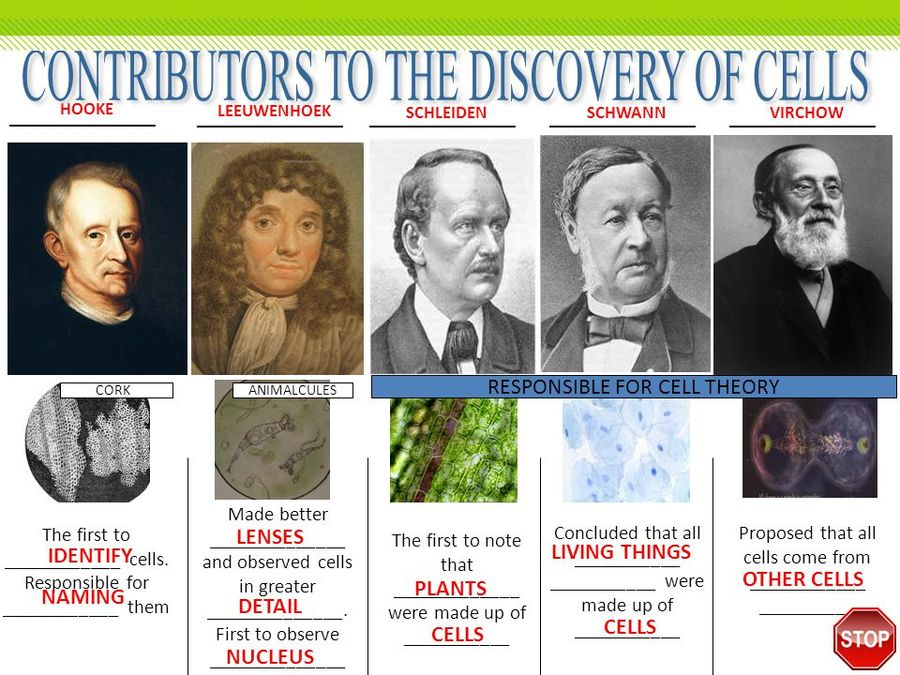 CONTRIBUTORS TO THE DISCOVERY OF CELLS
HOOKE
LEEUWENHOEK
SCHLEIDEN
SCHWANN
VIRCHOW
CORK
ANIMALCULES
RESPONSIBLE FOR CELL THEORY
The first to
IDENTIFY cells.
Responsible for
NAMING them
Made better
LENSES
and observed cells
in greater
DETAIL.
First to observe
NUCLEUS
The first to note
that
PLANTS
were made up of
CELLS
Concluded that all
LIVING THINGS
were
made up of
CELLS
Proposed that all
cells come from
OTHER CELLS
STOP